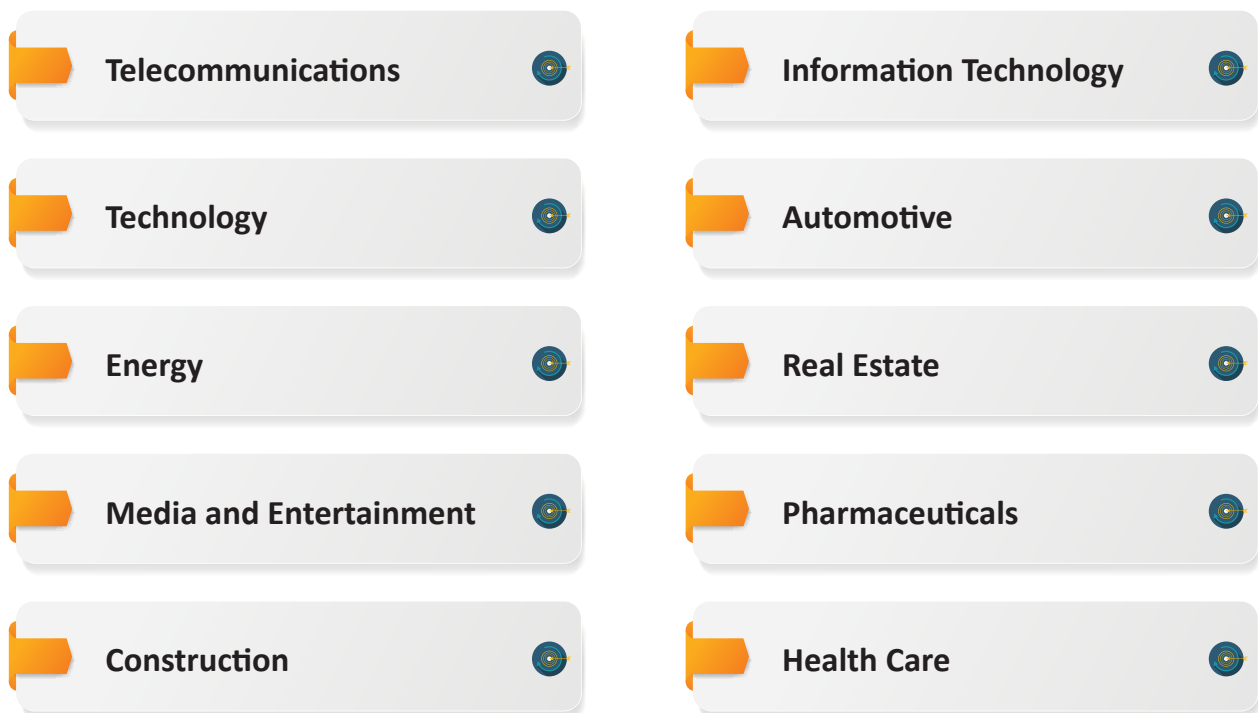 Telecommunications
Information Technology
Technology
Automotive
Energy
Real Estate
Media and Entertainment
Pharmaceuticals
Construction
Health Care